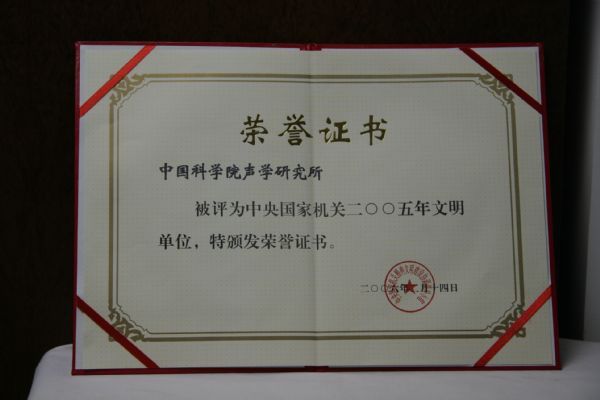 荣誉证书
中国科学院声学研究所
被评为中央国家机关二〇〇五年文明
单位，特颁发荣誉证书。
二〇〇六年二月十四日